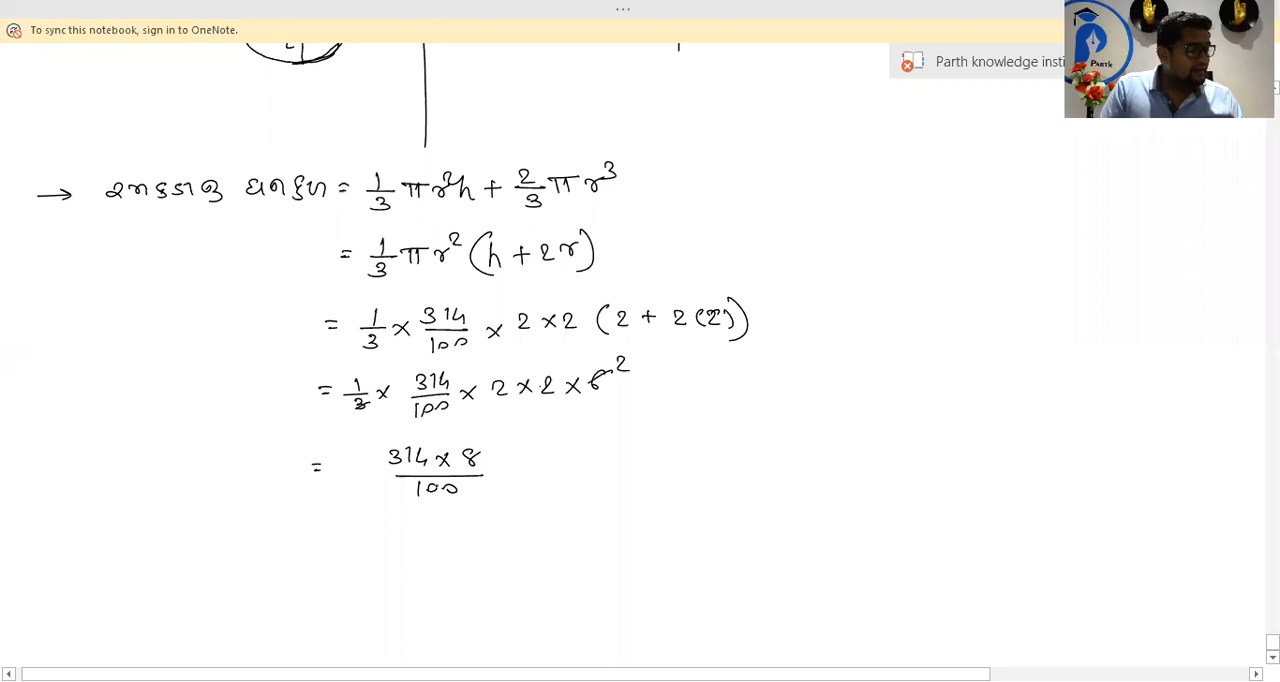 To sync this notebook, sign in to OneNote.
Parth knowledge insti
PARTH
→ રમકડાનું ઘનફળ = 1/3 πr²h + 2/3 πr³
= 1/3 πr² (h + 2r)
= 1/3 × 314/100 × 2 × 2 (2 + 2(2))
= 1/3 × 314/100 × 2 × 2 × 6 2
= 314 × 8 / 100